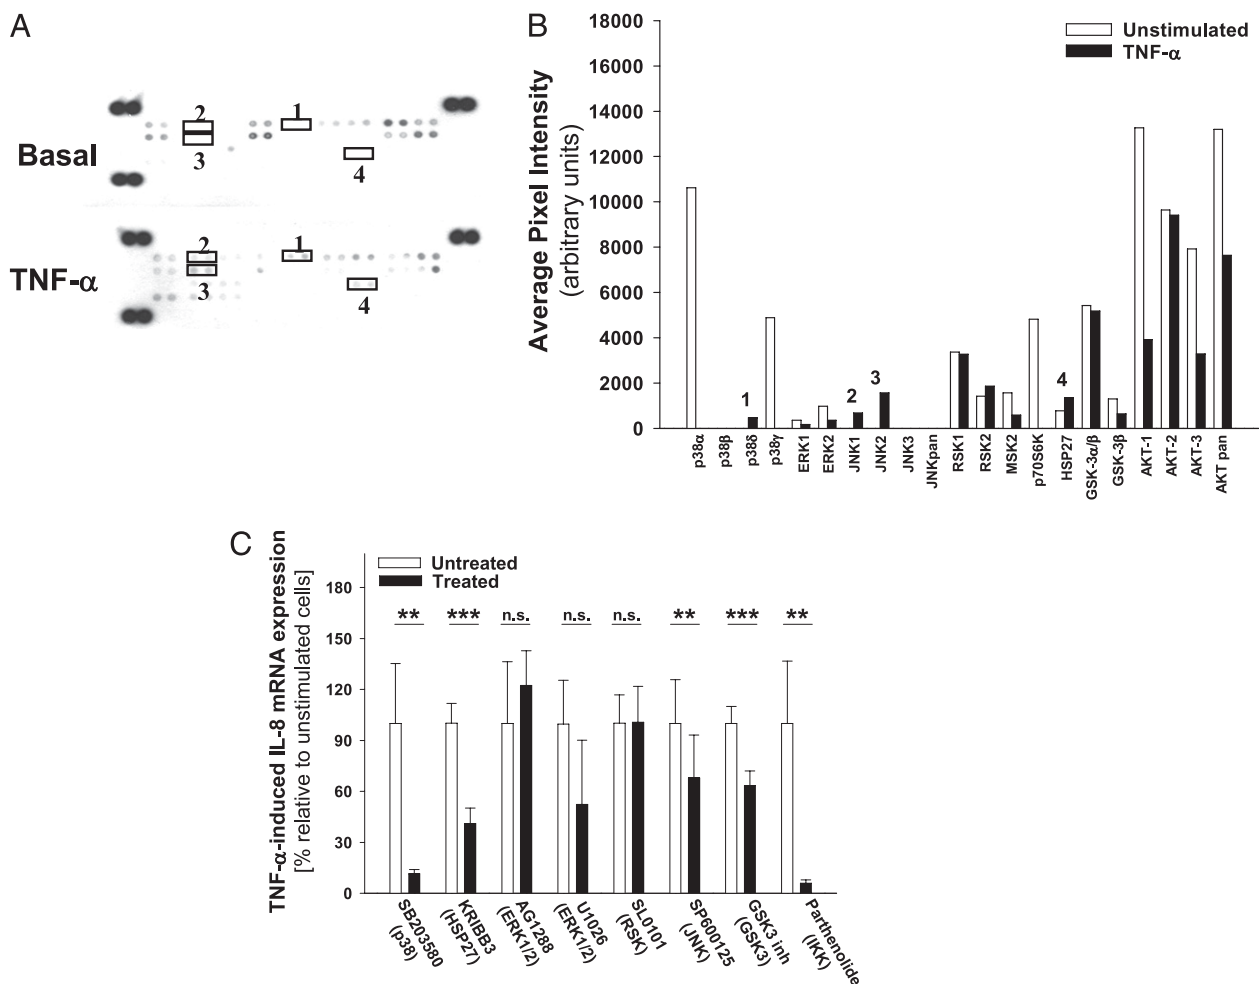 A
Basal
2
1
3
4
TNF-α
2
1
3
4
B
Unstimulated
TNF-α
Average Pixel Intensity
(arbitrary units)
18000
16000
14000
12000
10000
8000
6000
4000
2000
0
1
2
3
4
p38α
p38β
p38δ
p38γ
ERK1
ERK2
JNK1
JNK2
JNK3
JNKpan
RSK1
RSK2
MSK2
p70S6K
HSP27
GSK-3α/β
GSK-3β
AKT-1
AKT-2
AKT-3
AKT pan
C
Untreated
Treated
TNF-α-induced IL-8 mRNA expression
[% relative to unstimulated cells]
180
150
120
90
60
30
0
**
***
n.s.
n.s.
n.s.
**
***
**
SB203580
(p38)
KRIBB3
(HSP27)
AG1288
(ERK1/2)
U1026
(ERK1/2)
SL0101
(RSK)
SP600125
(JNK)
GSK3 inh
(GSK3)
Parthenolide
(IKK)